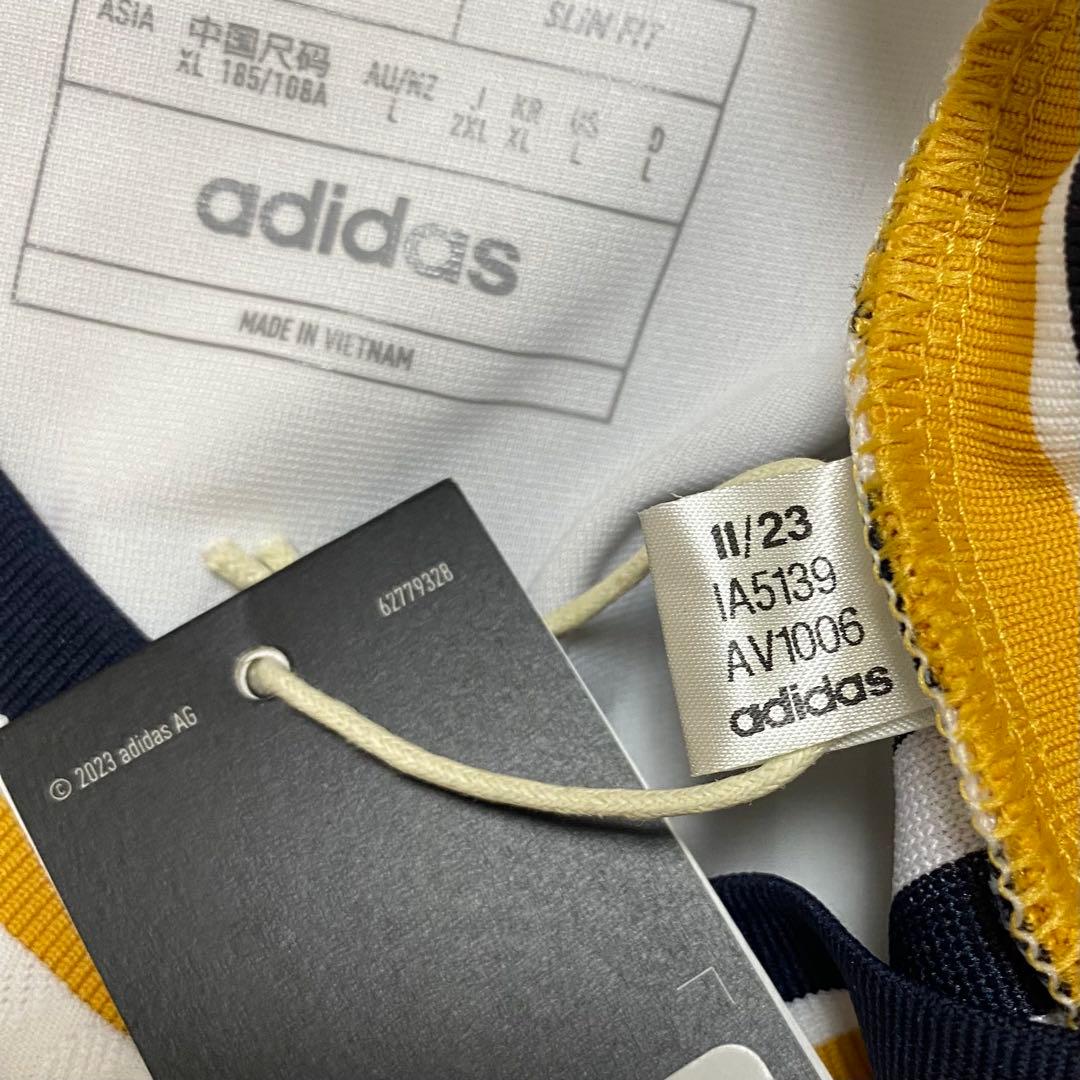 SLIM FIT
ASIA 中国尺码 AU/NZ J KR US D
XL 185/108A L 2XL XL L L
adidas
MADE IN VIETNAM
62779328
© 2023 adidas AG
11/23
IA5139
AV1006
adidas